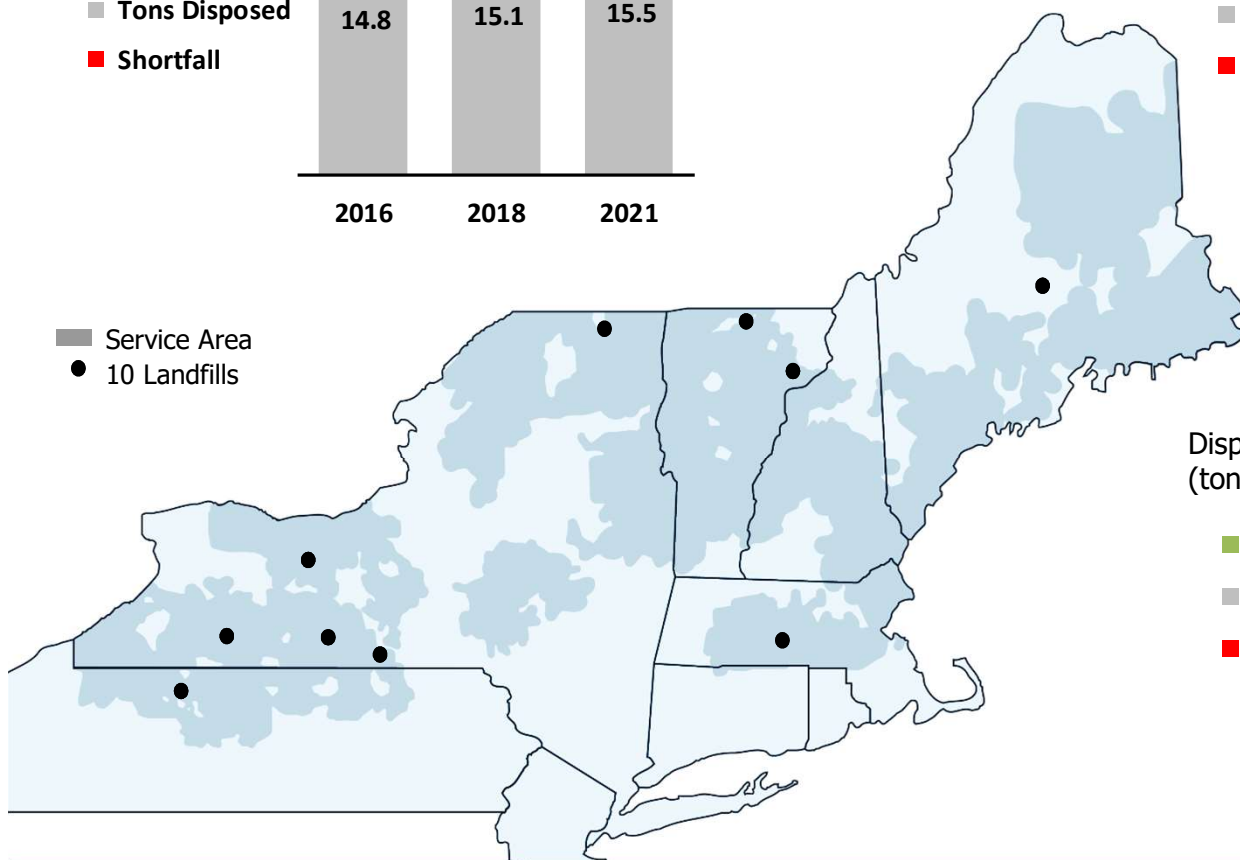 Tons Disposed
Shortfall
14.8
15.1
15.5
2016
2018
2021
Service Area
10 Landfills
Disp
(ton